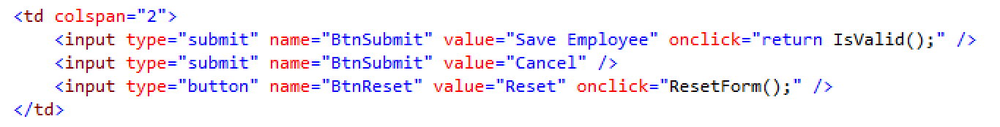 <td colspan="2">
    <input type="submit" name="BtnSubmit" value="Save Employee" onclick="return IsValid();" />
    <input type="submit" name="BtnSubmit" value="Cancel" />
    <input type="button" name="BtnReset" value="Reset" onclick="ResetForm();" />
</td>